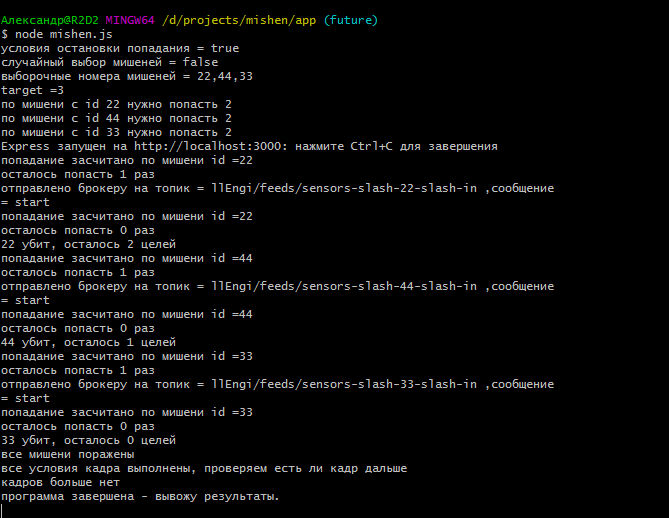 Александр@R2D2 MINGW64 /d/projects/mishen/app (future)
$ node mishen.js
условия остановки попадания = true
случайный выбор мишеней = false
выборочные номера мишеней = 22,44,33
target =3
по мишени с id 22 нужно попасть 2
по мишени с id 44 нужно попасть 2
по мишени с id 33 нужно попасть 2
Express запущен на http://localhost:3000: нажмите Ctrl+C для завершения
попадание засчитано по мишени id =22
осталось попасть 1 раз
отправлено брокеру на топик = llEngi/feeds/sensors-slash-22-slash-in ,сообщение
= start
попадание засчитано по мишени id =22
осталось попасть 0 раз
22 убит, осталось 2 целей
попадание засчитано по мишени id =44
осталось попасть 1 раз
отправлено брокеру на топик = llEngi/feeds/sensors-slash-44-slash-in ,сообщение
= start
попадание засчитано по мишени id =44
осталось попасть 0 раз
44 убит, осталось 1 целей
попадание засчитано по мишени id =33
осталось попасть 1 раз
отправлено брокеру на топик = llEngi/feeds/sensors-slash-33-slash-in ,сообщение
= start
попадание засчитано по мишени id =33
осталось попасть 0 раз
33 убит, осталось 0 целей
все мишени поражены
все условия кадра выполнены, проверяем есть ли кадр дальше
кадров больше нет
программа завершена - вывожу результаты.